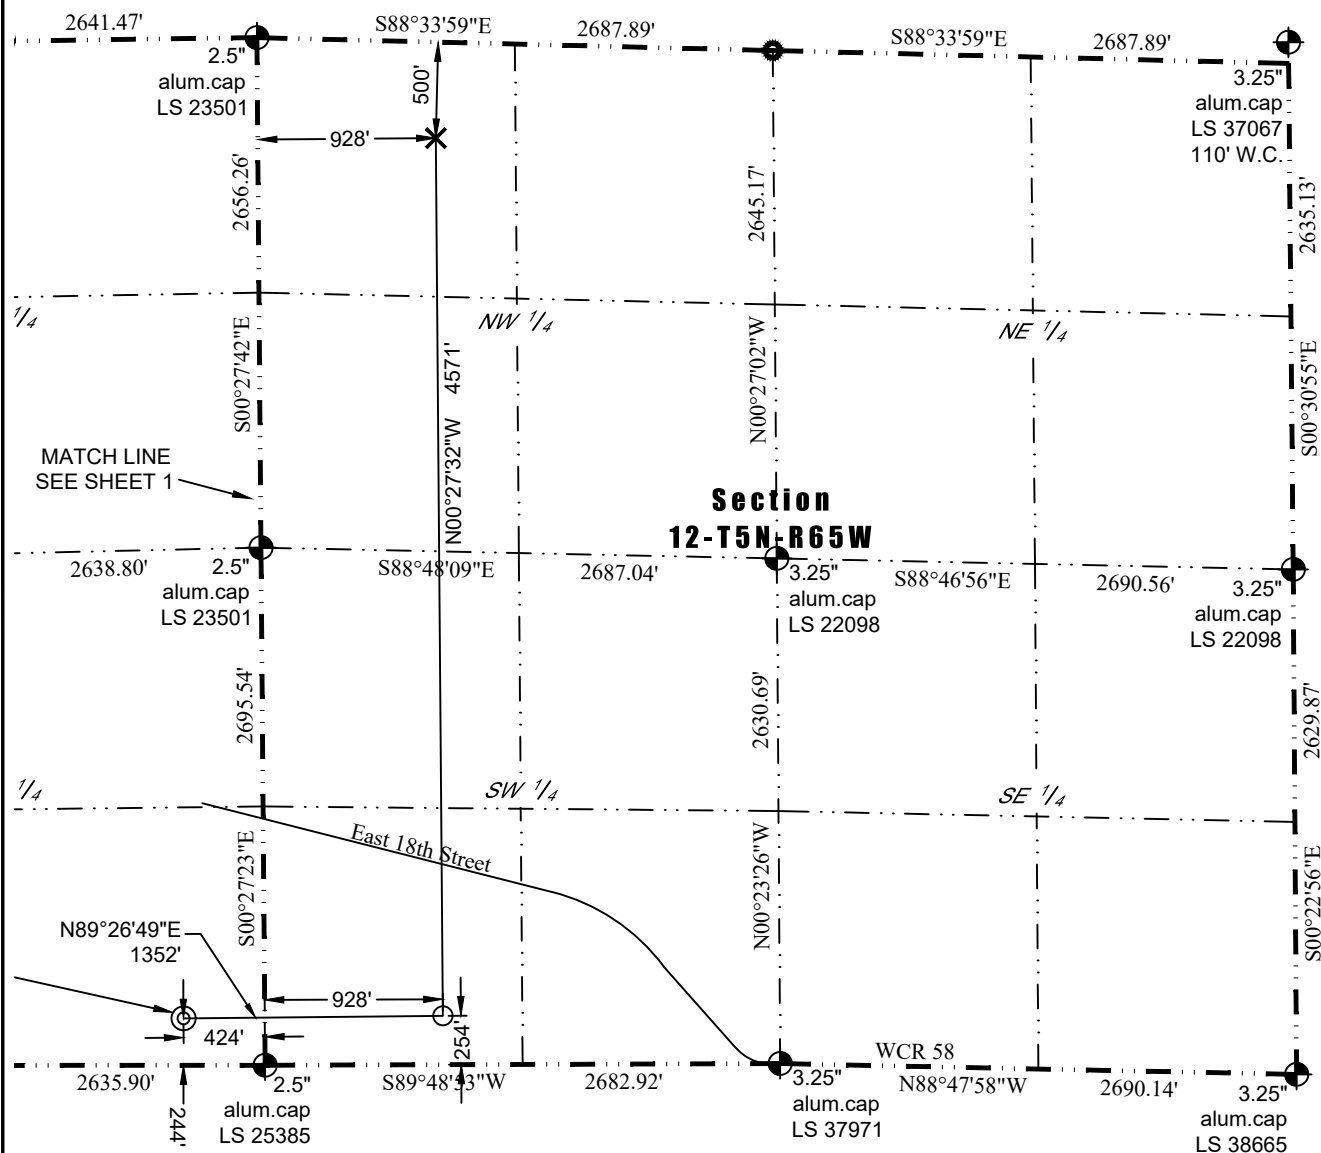 2641.47'
S88°33'59"E
2687.89'
S88°33'59"E
2687.89'
2.5"
alum.cap
LS 23501
500'
928'
3.25"
alum.cap
LS 37067
110' W.C.
2656.26'
2645.17'
2635.13'
1/4
NW 1/4
NE 1/4
S00°27'42"E
N00°27'32"W 4571'
N00°27'02"W
S00°30'55"E
MATCH LINE
SEE SHEET 1
Section
12-T5N-R65W
2638.80'
2.5"
alum.cap
LS 23501
S88°48'09"E
2687.04'
3.25"
alum.cap
LS 22098
S88°46'56"E
2690.56'
3.25"
alum.cap
LS 22098
2695.54'
2630.69'
2629.87'
1/4
SW 1/4
SE 1/4
East 18th Street
S00°27'23"E
N00°23'26"W
S00°22'56"E
N89°26'49"E
1352'
928'
424'
254'
WCR 58
2635.90'
244'
2.5"
alum.cap
LS 25385
2682.92'
3.25"
alum.cap
LS 37971
N88°47'58"W
2690.14'
3.25"
alum.cap
LS 38665